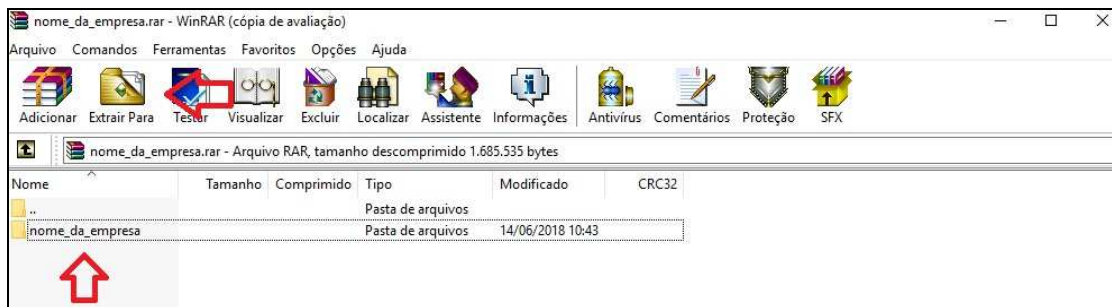 nome_da_empresa.rar - WinRAR (cópia de avaliação)
Arquivo Comandos Ferramentas Favoritos Opções Ajuda
Adicionar Extrair Para Testar Visualizar Excluir Localizar Assistente Informações Antivírus Comentários Proteção SFX
nome_da_empresa.rar - Arquivo RAR, tamanho descomprimido 1.685.535 bytes
Nome Tamanho Comprimido Tipo Modificado CRC32
.. Pasta de arquivos
nome_da_empresa Pasta de arquivos 14/06/2018 10:43